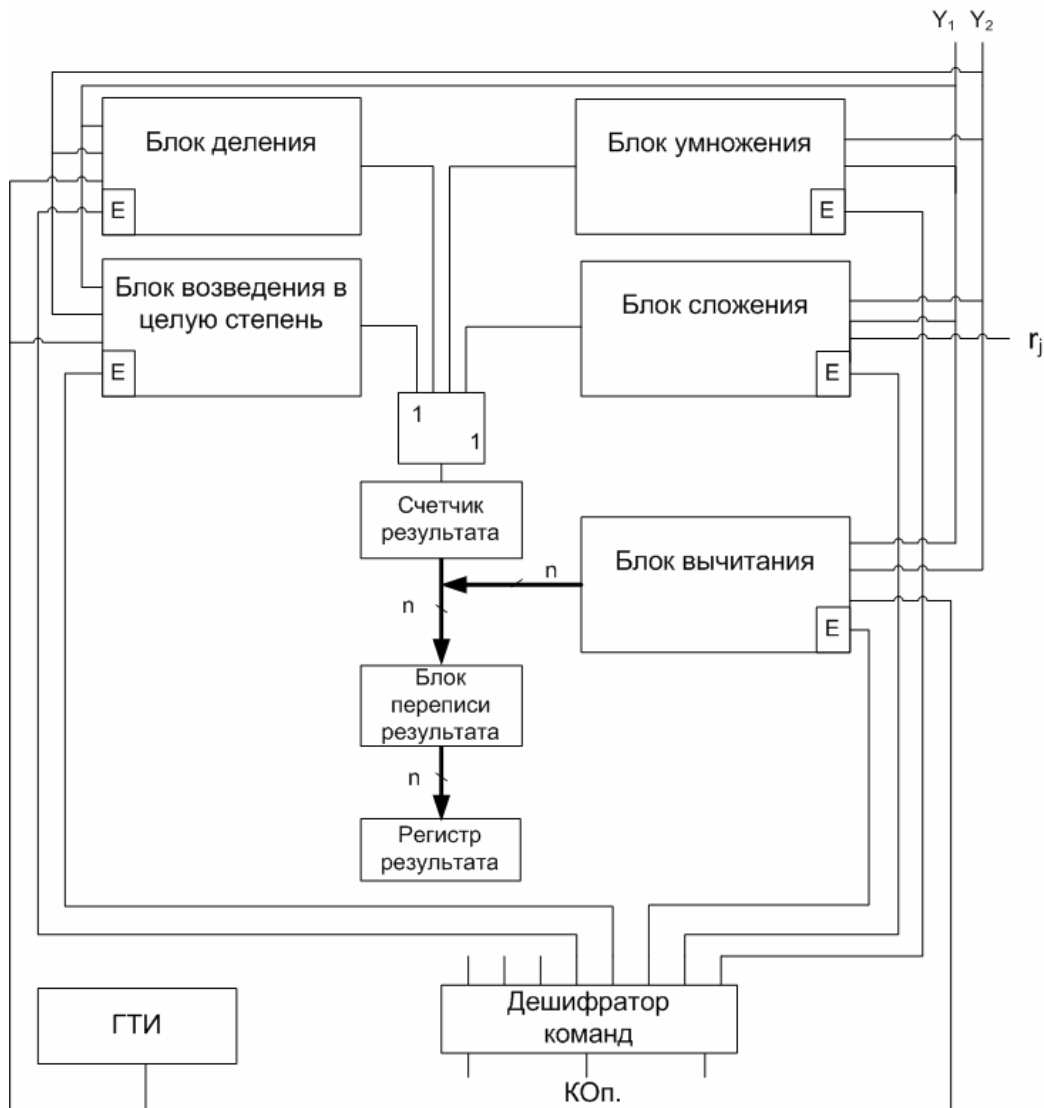 Y1 Y2
Блок деления
Блок умножения
E
E
Блок возведения в
целую степень
Блок сложения
rj
E
E
1
1
Счетчик
результата
n
Блок вычитания
n
E
Блок
переписи
результата
n
Регистр
результата
ГТИ
Дешифратор
команд
КОп.